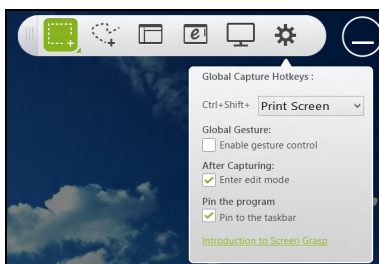 Global Capture Hotkeys :
Ctrl+Shift+ Print Screen
Global Gesture:
Enable gesture control
After Capturing:
Enter edit mode
Pin the program
Pin to the taskbar
Introduction to Screen Grasp